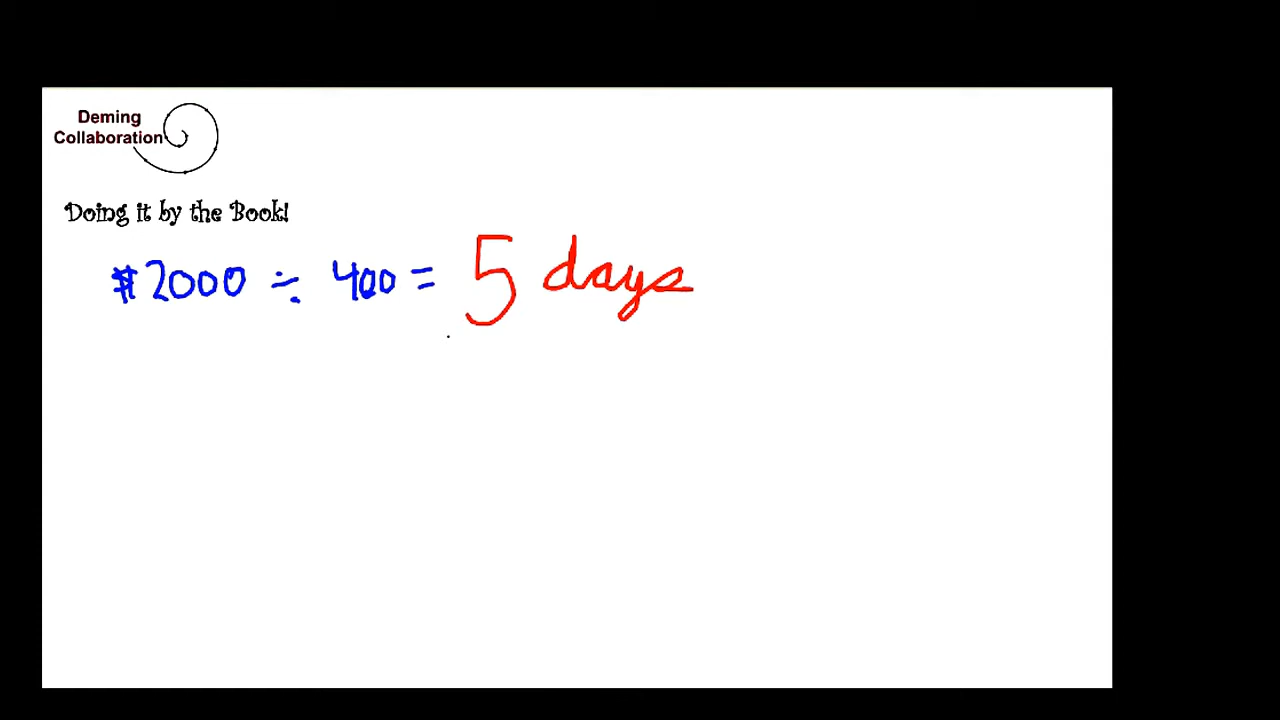 Deming
Collaboration
Doing it by the Book!
$2000 ÷ 400 = 5 days